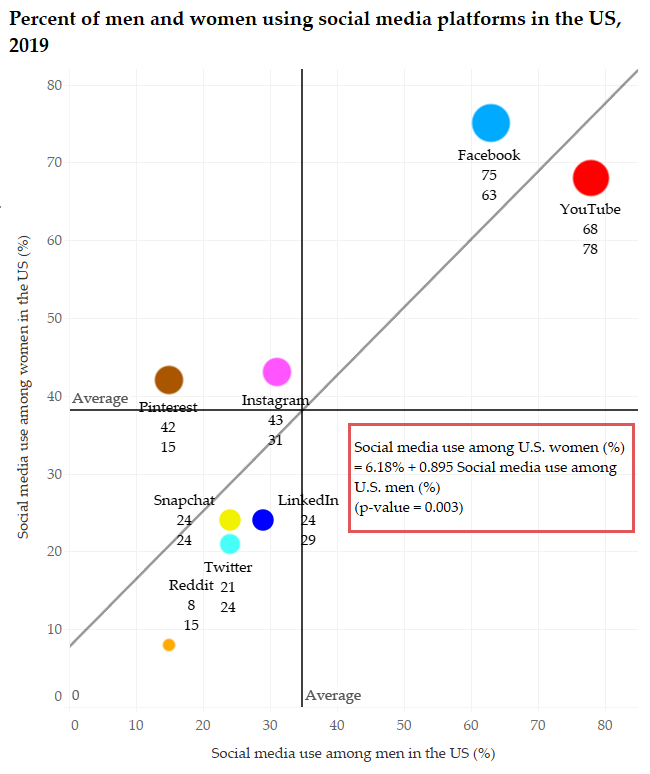 Percent of men and women using social media platforms in the US,
2019
Social media use among women in the US (%)
80
70
60
50
40
30
20
10
0
0
Facebook
75
63
YouTube
68
78
Average
Pinterest
42
15
Instagram
43
31
Social media use among U.S. women (%)
= 6.18% + 0.895 Social media use among
U.S. men (%)
(p-value = 0.003)
Snapchat
24
24
LinkedIn
24
29
Twitter
21
24
Reddit
8
15
Average
0
10
20
30
40
50
60
70
80
Social media use among men in the US (%)